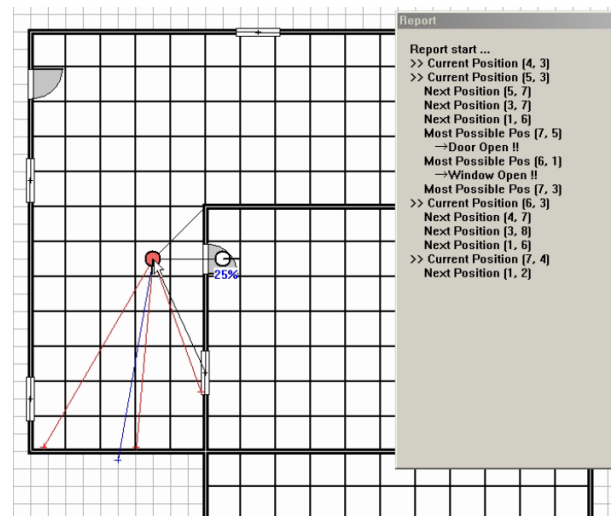 Report
Report start ...
>> Current Position (4, 3)
>> Current Position (5, 3)
Next Position (5, 7)
Next Position (3, 7)
Next Position (1, 6)
Most Possible Pos (7, 5)
→Door Open !!
Most Possible Pos (6, 1)
→Window Open !!
Most Possible Pos (7, 3)
>> Current Position (6, 3)
Next Position (4, 7)
Next Position (3, 8)
Next Position (1, 6)
>> Current Position (7, 4)
Next Position (1, 2)
25%